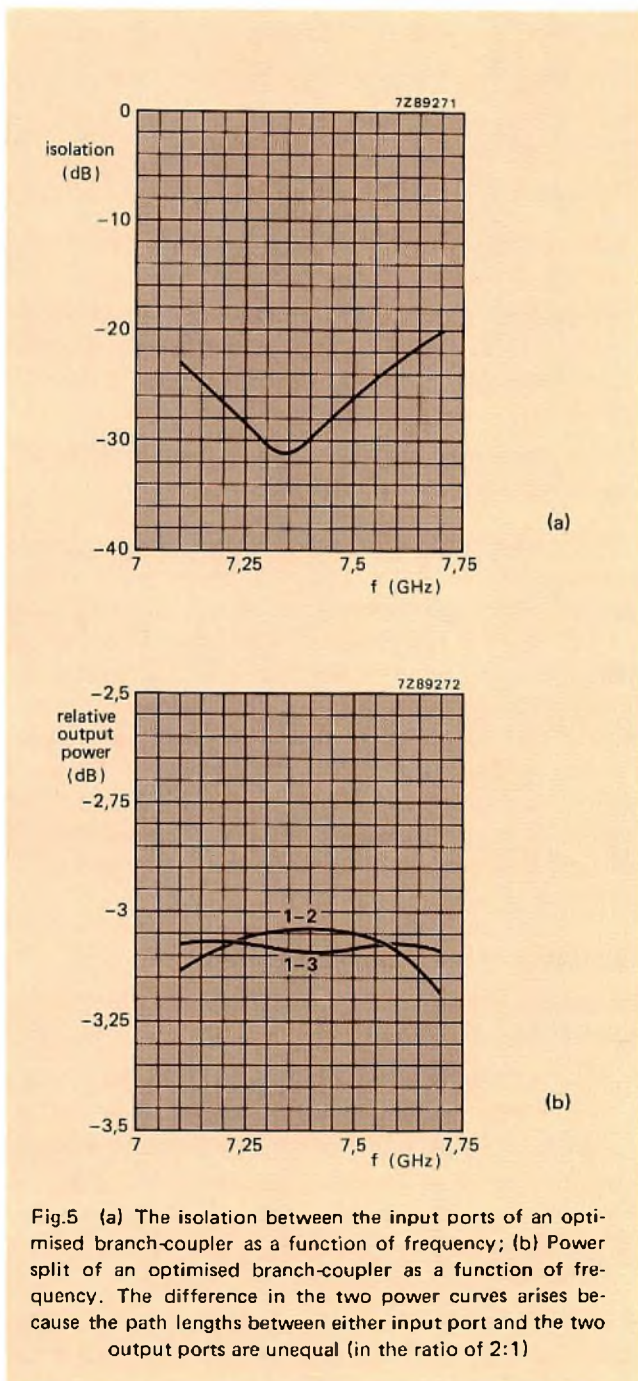 7Z89271
0
isolation
(dB)
-10
-20
-30
-40
7
7,25
7,5
7,75
f (GHz)
(a)
7Z89272
-2,5
relative
output
power
(dB)
-2,75
-3
1-2
1-3
-3,25
-3,5
7
7,25
7,5
7,75
f (GHz)
(b)
Fig.5 (a) The isolation between the input ports of an opti-
mised branch-coupler as a function of frequency; (b) Power
split of an optimised branch-coupler as a function of fre-
quency. The difference in the two power curves arises be-
cause the path lengths between either input port and the two
output ports are unequal (in the ratio of 2:1)